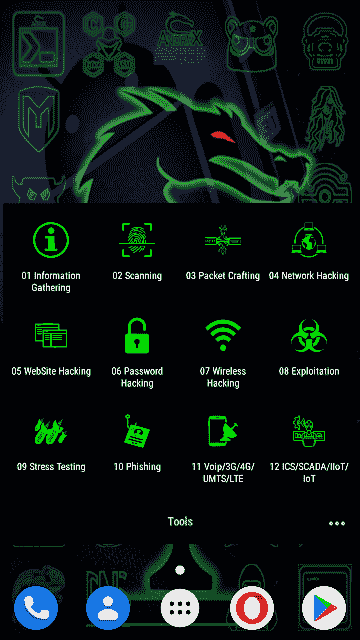 01 Information
Gathering
02 Scanning
03 Packet Crafting
04 Network Hacking
05 WebSite Hacking
06 Password
Hacking
07 Wireless
Hacking
08 Exploitation
09 Stress Testing
10 Phishing
11 Voip/3G/4G/
UMTS/LTE
12 ICS/SCADA/IIoT/
IoT
Tools